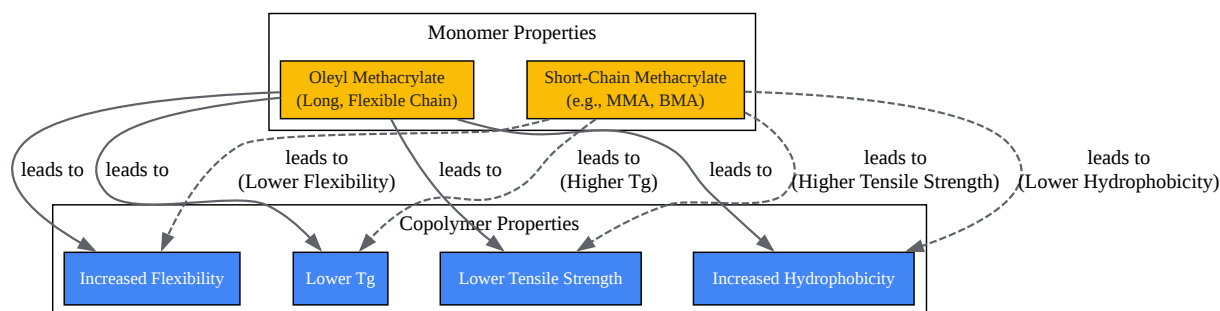 Monomer Properties
Oleyl Methacrylate
(Long, Flexible Chain)
Short-Chain Methacrylate
(e.g., MMA, BMA)
leads to
leads to
leads to
(Lower Flexibility)
leads to
leads to
(Higher Tg)
leads to
leads to
(Higher Tensile Strength)
leads to
(Lower Hydrophobicity)
Copolymer Properties
Increased Flexibility
Lower Tg
Lower Tensile Strength
Increased Hydrophobicity